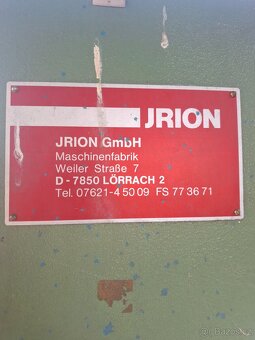 JRION
JRION GmbH
Maschinenfabrik
Weiler Straße 7
D - 7850 LÖRRACH 2
Tel. 07621-4 50 09 FS 77 36 71